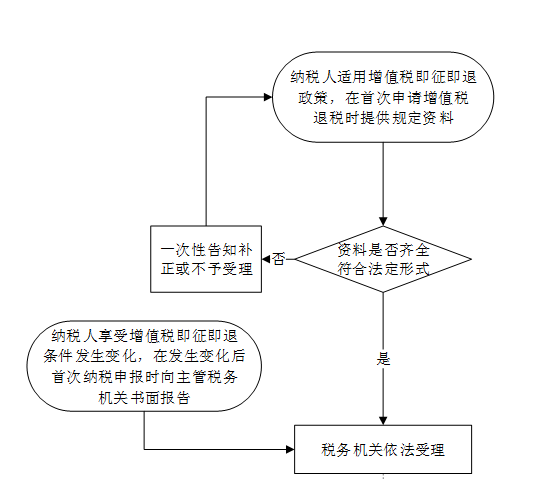 纳税人适用增值税即征即退
政策，在首次申请增值税
退税时提供规定资料
一次性告知补
正或不予受理
否
资料是否齐全
符合法定形式
纳税人享受增值税即征即退
条件发生变化，在发生变化后
首次纳税申报时向主管税务
机关书面报告
是
税务机关依法受理